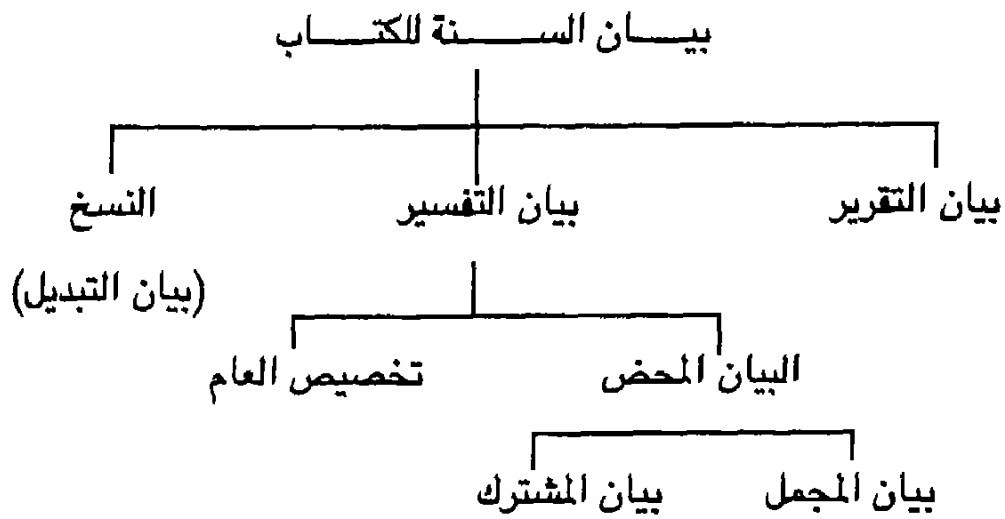 بيان السنة للكتاب
بيان التقرير بيان التفسير النسخ
(بيان التبديل)
البيان المحض تخصيص العام
بيان المجمل بيان المشترك